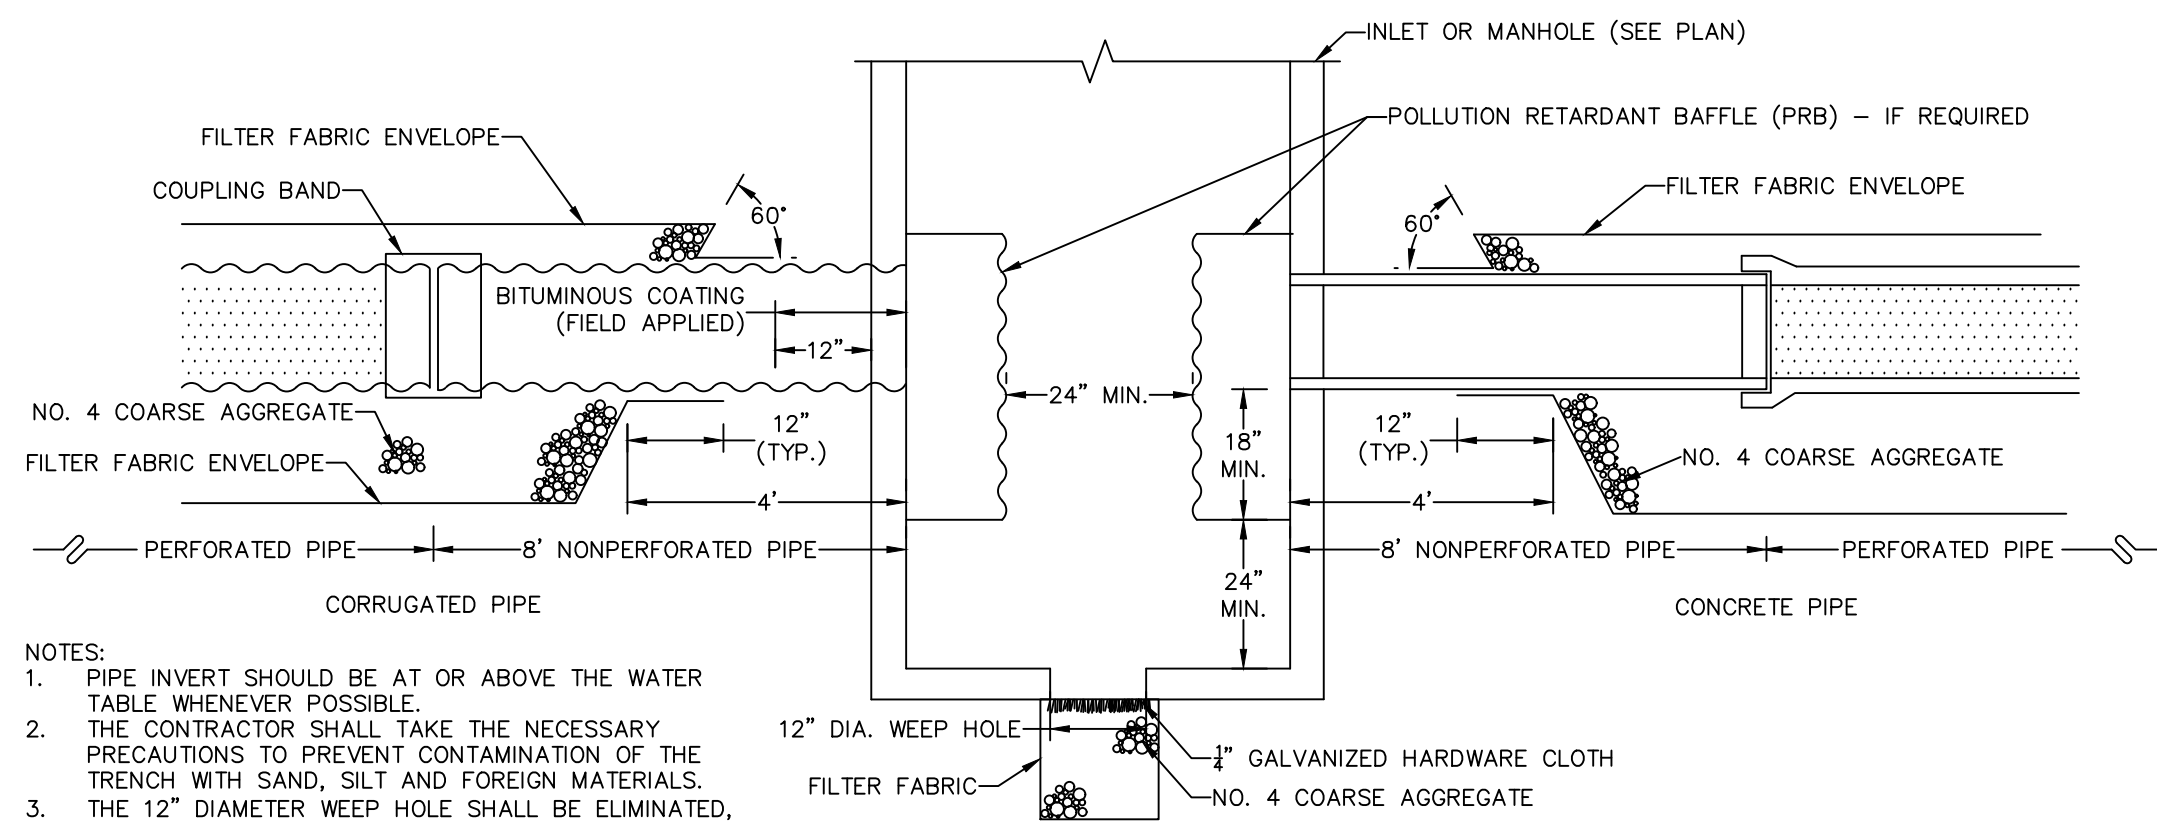 INLET OR MANHOLE (SEE PLAN)
POLLUTION RETARDANT BAFFLE (PRB) – IF REQUIRED
FILTER FABRIC ENVELOPE
COUPLING BAND
60°
60°
FILTER FABRIC ENVELOPE
BITUMINOUS COATING
(FIELD APPLIED)
12"
24" MIN.
NO. 4 COARSE AGGREGATE
12"
(TYP.)
18"
MIN.
12"
(TYP.)
NO. 4 COARSE AGGREGATE
FILTER FABRIC ENVELOPE
4'
4'
PERFORATED PIPE
8' NONPERFORATED PIPE
8' NONPERFORATED PIPE
PERFORATED PIPE
24"
MIN.
CORRUGATED PIPE
CONCRETE PIPE
NOTES:
1. PIPE INVERT SHOULD BE AT OR ABOVE THE WATER
TABLE WHENEVER POSSIBLE.
2. THE CONTRACTOR SHALL TAKE THE NECESSARY
PRECAUTIONS TO PREVENT CONTAMINATION OF THE
TRENCH WITH SAND, SILT AND FOREIGN MATERIALS.
3. THE 12" DIAMETER WEEP HOLE SHALL BE ELIMINATED,
12" DIA. WEEP HOLE
1/4" GALVANIZED HARDWARE CLOTH
FILTER FABRIC
NO. 4 COARSE AGGREGATE